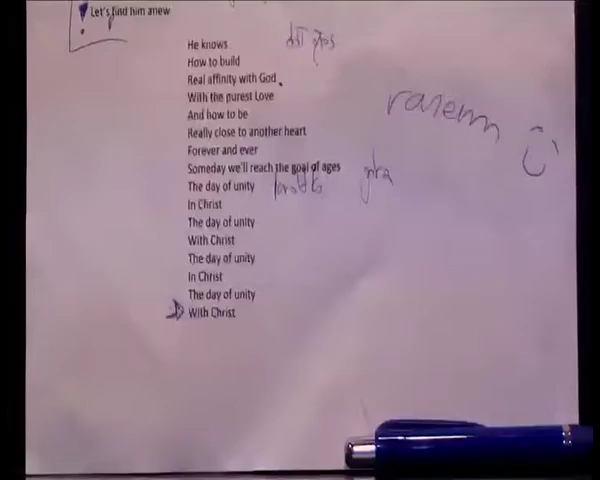 Let's find him anew
He knows
How to build
Real affinity with God
With the purest Love
And how to be
Really close to another heart
Forever and ever
Someday we'll reach the goal of ages
The day of unity
In Christ
The day of unity
With Christ
The day of unity
In Christ
The day of unity
With Christ